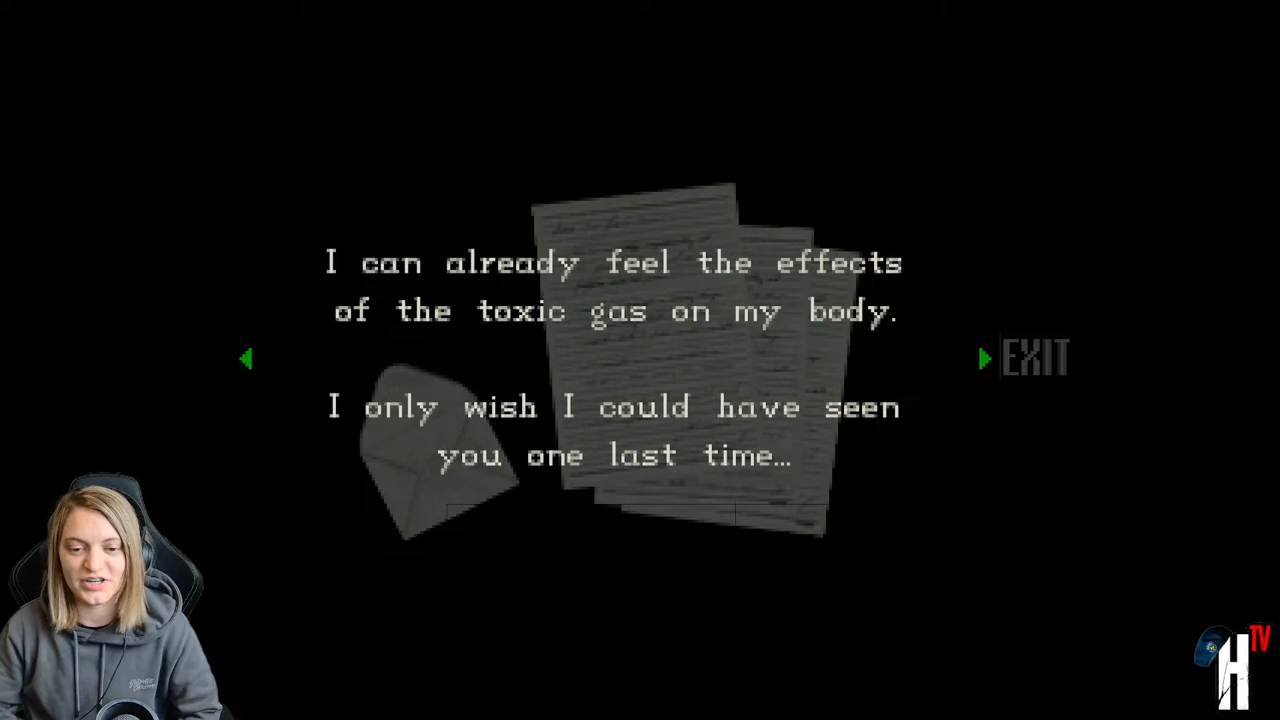 I can already feel the effects
of the toxic gas on my body.
EXIT
I only wish I could have seen
you one last time...
H TV